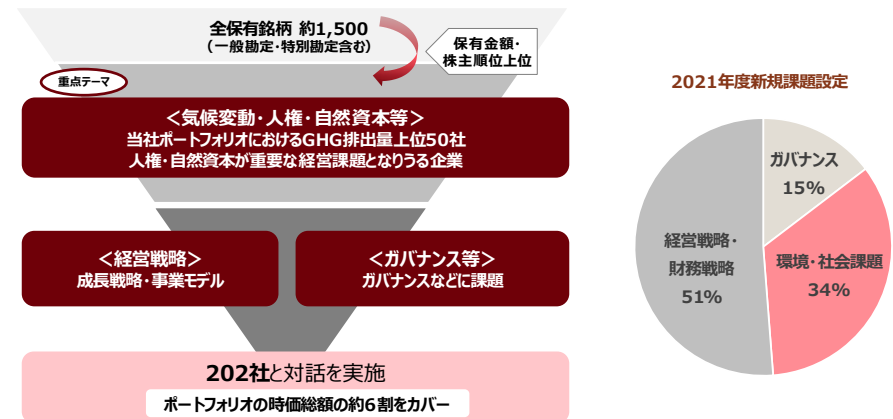 全保有銘柄 約1,500
（一般勘定・特別勘定含む）
保有金額・
株主順位上位
重点テーマ
＜気候変動・人権・自然資本等＞
当社ポートフォリオにおけるGHG排出量上位50社
人権・自然資本が重要な経営課題となりうる企業
＜経営戦略＞
成長戦略・事業モデル
＜ガバナンス等＞
ガバナンスなどに課題
202社と対話を実施
ポートフォリオの時価総額の約6割をカバー
2021年度新規課題設定
ガバナンス
15%
経営戦略・
財務戦略
51%
環境・社会課題
34%